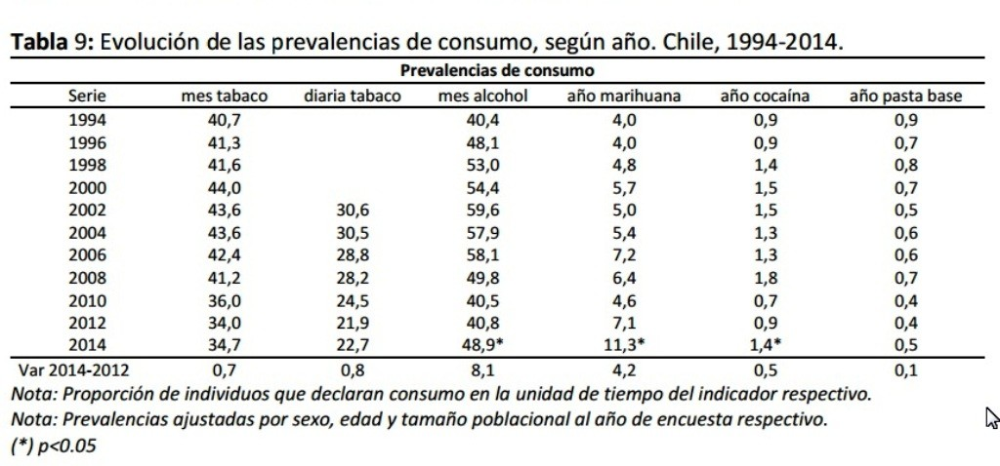 Tabla 9: Evolución de las prevalencias de consumo, según año. Chile, 1994-2014.
Prevalencias de consumo
Serie mes tabaco diaria tabaco mes alcohol año marihuana año cocaína año pasta base
1994 40,7 40,4 4,0 0,9 0,9
1996 41,3 48,1 4,0 0,9 0,7
1998 41,6 53,0 4,8 1,4 0,8
2000 44,0 54,4 5,7 1,5 0,7
2002 43,6 30,6 59,6 5,0 1,5 0,5
2004 43,6 30,5 57,9 5,4 1,3 0,6
2006 42,4 28,8 58,1 7,2 1,3 0,6
2008 41,2 28,2 49,8 6,4 1,8 0,7
2010 36,0 24,5 40,5 4,6 0,7 0,4
2012 34,0 21,9 40,8 7,1 0,9 0,4
2014 34,7 22,7 48,9* 11,3* 1,4* 0,5
Var 2014-2012 0,7 0,8 8,1 4,2 0,5 0,1
Nota: Proporción de individuos que declaran consumo en la unidad de tiempo del indicador respectivo.
Nota: Prevalencias ajustadas por sexo, edad y tamaño poblacional al año de encuesta respectivo.
(*) p<0.05